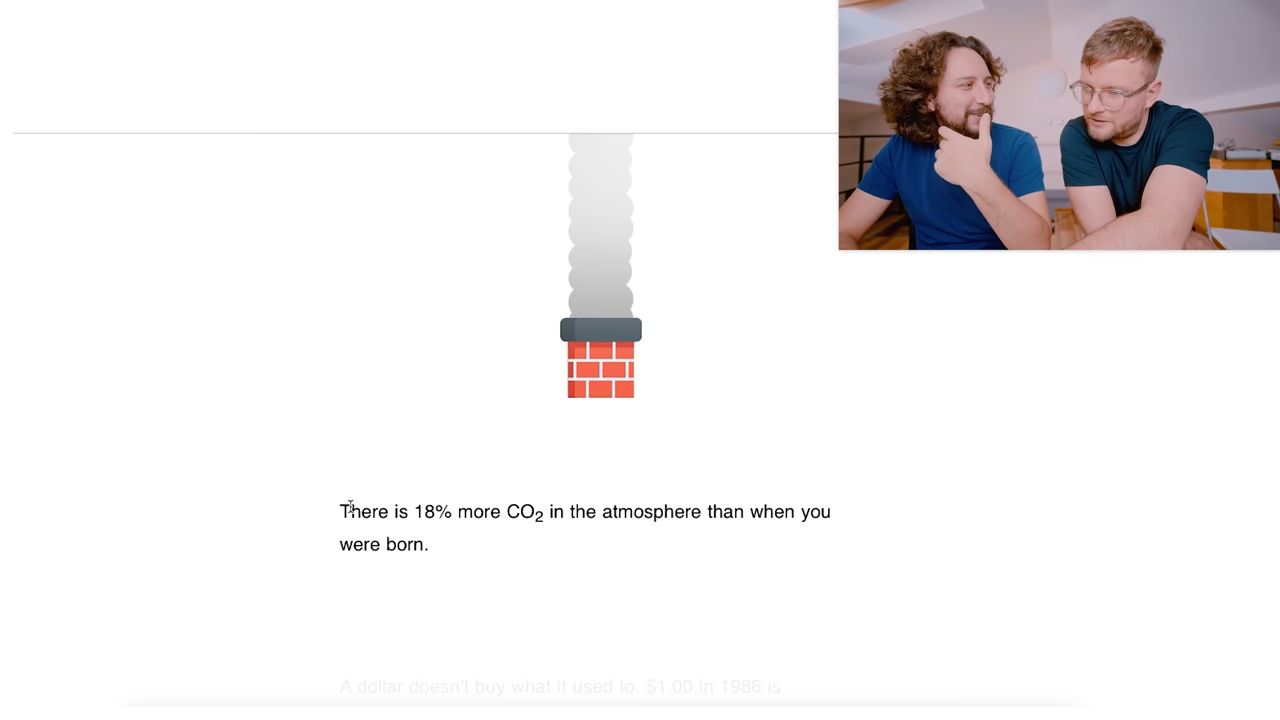 There is 18% more CO₂ in the atmosphere than when you
were born.
A dollar doesn't buy what it used to. $1.00 in 1986 is